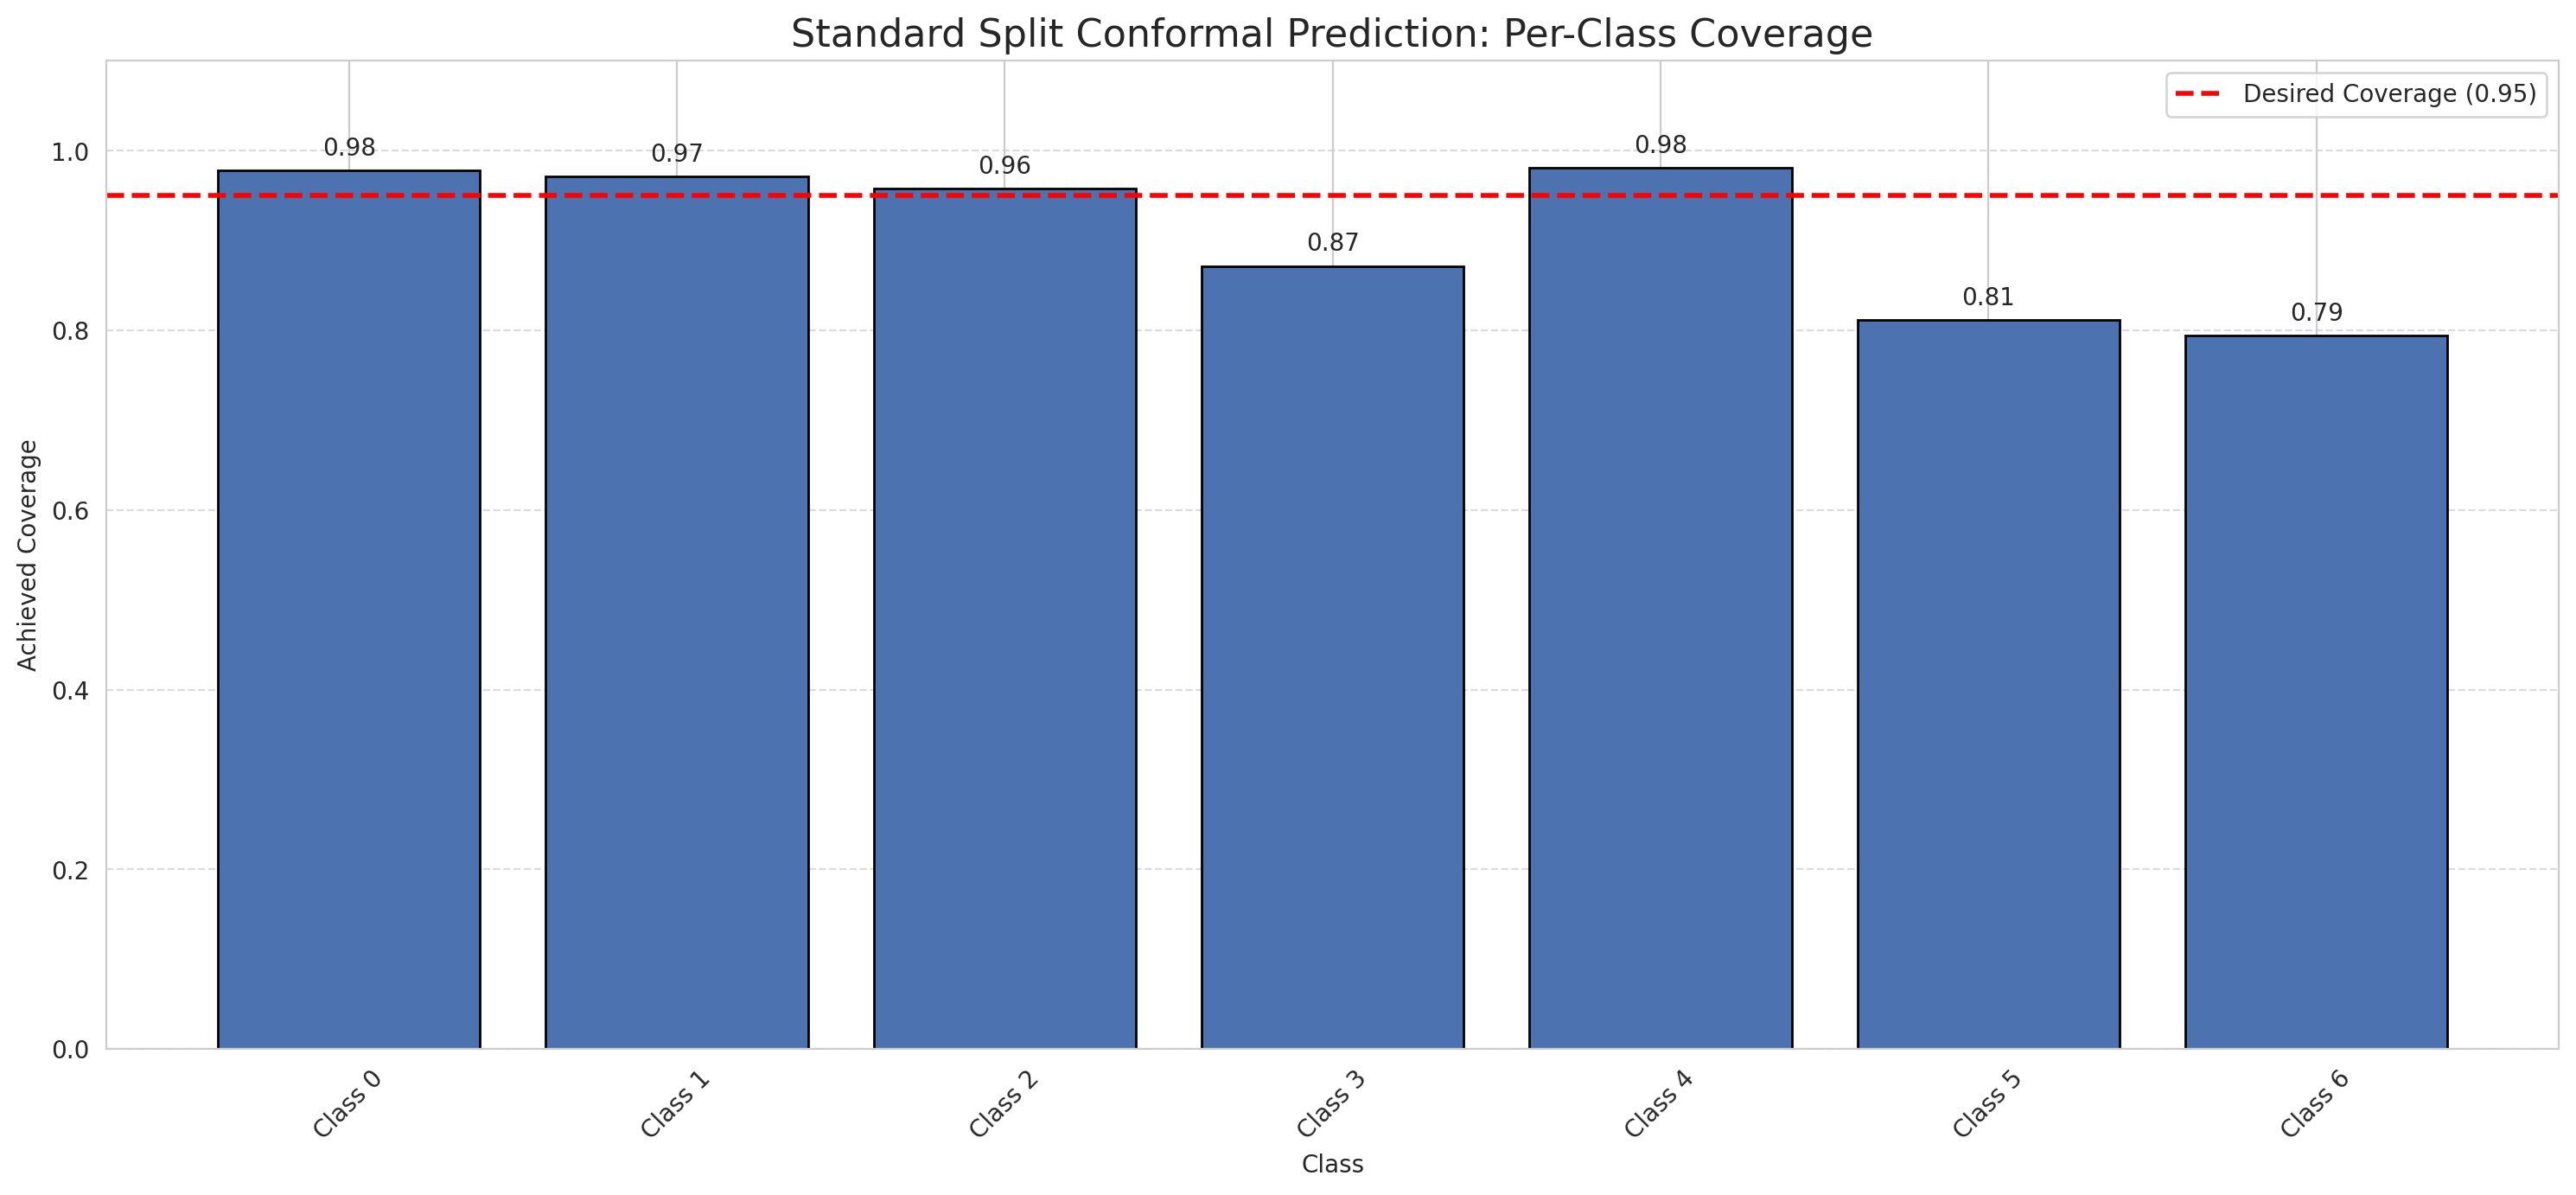 Standard Split Conformal Prediction: Per-Class Coverage
Desired Coverage (0.95)
Achieved Coverage
1.0
0.8
0.6
0.4
0.2
0.0
0.98
0.97
0.96
0.87
0.98
0.81
0.79
Class 0
Class 1
Class 2
Class 3
Class 4
Class 5
Class 6
Class